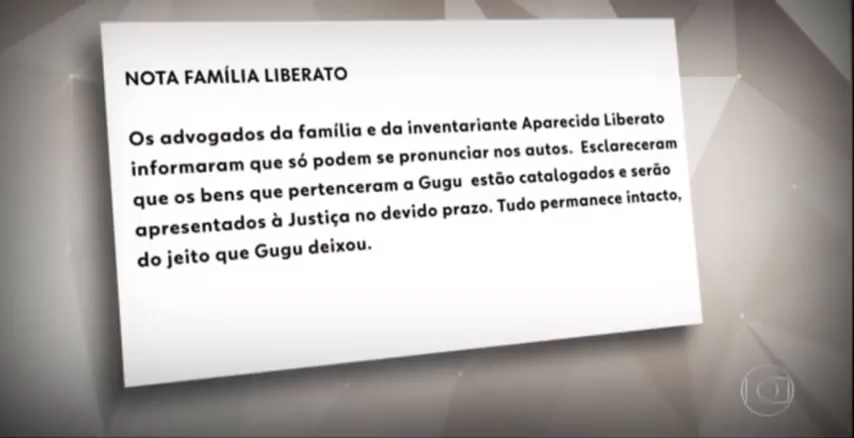 NOTA FAMÍLIA LIBERATO
Os advogados da família e da inventariante Aparecida Liberato
informaram que só podem se pronunciar nos autos. Esclareceram
que os bens que pertenceram a Gugu estão catalogados e serão
apresentados à Justiça no devido prazo. Tudo permanece intacto,
do jeito que Gugu deixou.